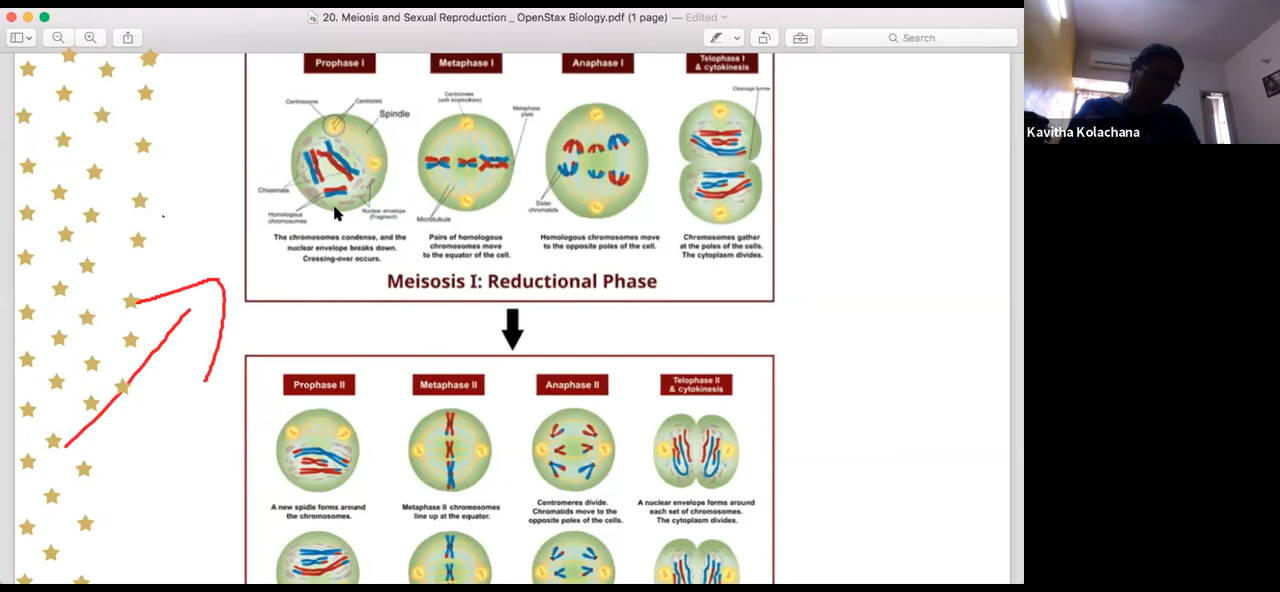 20. Meiosis and Sexual Reproduction _ OpenStax Biology.pdf (1 page) — Edited
Search
Kavitha Kolachana
Prophase I
Metaphase I
Anaphase I
Telophase I
& cytokinesis
Centrosome
Centrioles
Spindle
Chiasmata
Homologous
chromosomes
Nuclear envelope
(Fragment)
Centromeres
(with kinetochore)
Metaphase
plate
Microtubule
Sister
chromatids
Cleavage furrow
The chromosomes condense, and the
nuclear envelope breaks down.
Crossing-over occurs.
Pairs of homologous
chromosomes move
to the equator of the cell.
Homologous chromosomes move
to the opposite poles of the cell.
Chromosomes gather
at the poles of the cells.
The cytoplasm divides.
Meisosis I: Reductional Phase
Prophase II
Metaphase II
Anaphase II
Telophase II
& cytokinesis
A new spidle forms around
the chromosomes.
Metaphase II chromosomes
line up at the equator.
Centromeres divide.
Chromatids move to the
opposite poles of the cells.
A nuclear envelope forms around
each set of chromosomes.
The cytoplasm divides.